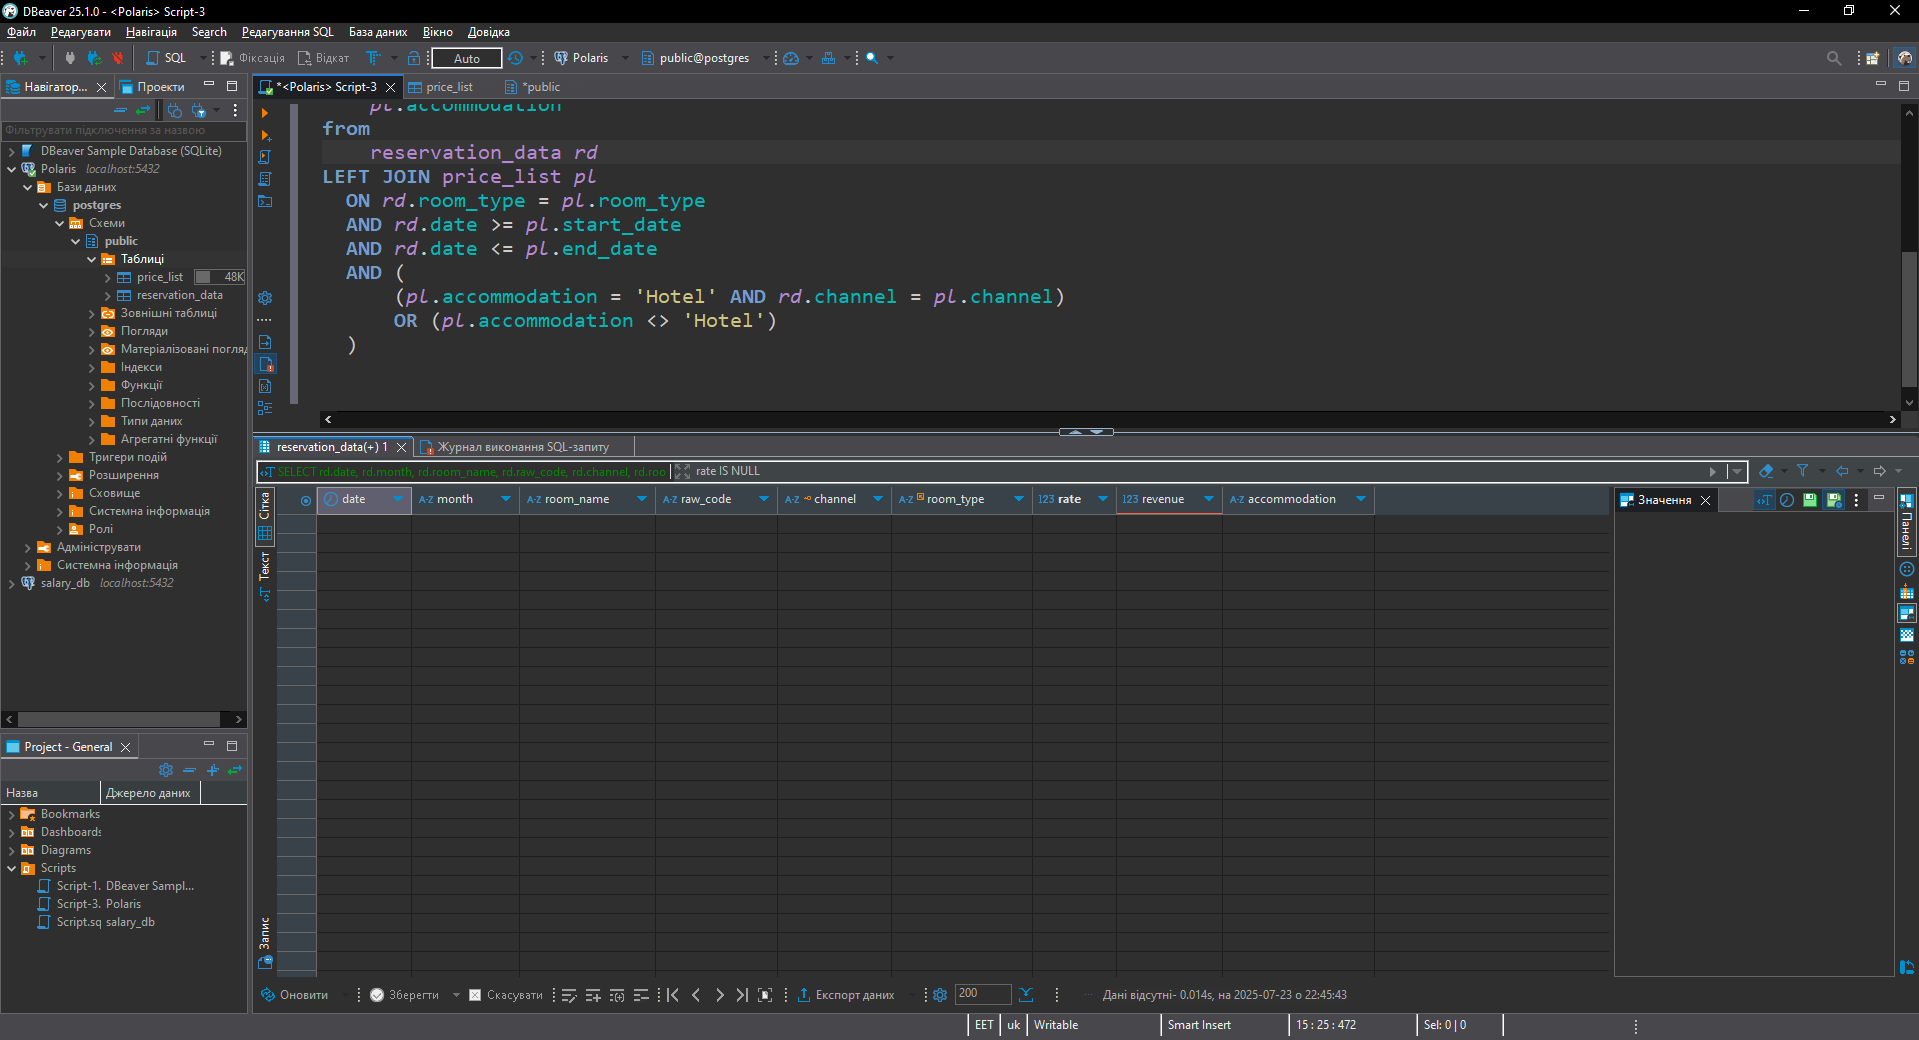 DBeaver 25.1.0 - <Polaris> Script-3
Файл Редагувати Навігація Search Редагування SQL База даних Вікно Довідка
SQL Фіксація Відкат Auto Polaris public@postgres
Навігатор... Проекти
*<Polaris> Script-3 price_list *public
Фільтрувати підключення за назвою
DBeaver Sample Database (SQLite)
Polaris localhost:5432
Бази даних
postgres
Схеми
public
Таблиці
price_list 48K
reservation_data
Зовнішні таблиці
Погляди
Матеріалізовані погляд
Індекси
Функції
Послідовності
Типи даних
Агрегатні функції
Тригери подій
Розширення
Сховище
Системна інформація
Ролі
Адмініструвати
Системна інформація
salary_db localhost:5432
pl.accommodation
from
reservation_data rd
LEFT JOIN price_list pl
ON rd.room_type = pl.room_type
AND rd.date >= pl.start_date
AND rd.date <= pl.end_date
AND (
(pl.accommodation = 'Hotel' AND rd.channel = pl.channel)
OR (pl.accommodation <> 'Hotel')
)
reservation_data(+) 1 Журнал виконання SQL-запиту
SELECT rd.date, rd.month, rd.room_name, rd.raw_code, rd.channel, rd.roo rate IS NULL
Сітка
Текст
Запис
date A-Z month A-Z room_name A-Z raw_code A-Z channel A-Z room_type 123 rate 123 revenue A-Z accommodation
Значення
Панелі
Project - General
Назва Джерело даних
Bookmarks
Dashboards
Diagrams
Scripts
Script-1. DBeaver Sampl...
Script-3. Polaris
Script.sq salary_db
Оновити Зберегти Скасувати Експорт даних 200 Дані відсутні- 0.014s, на 2025-07-23 о 22:45:43
EET uk Writable Smart Insert 15 : 25 : 472 Sel: 0 | 0